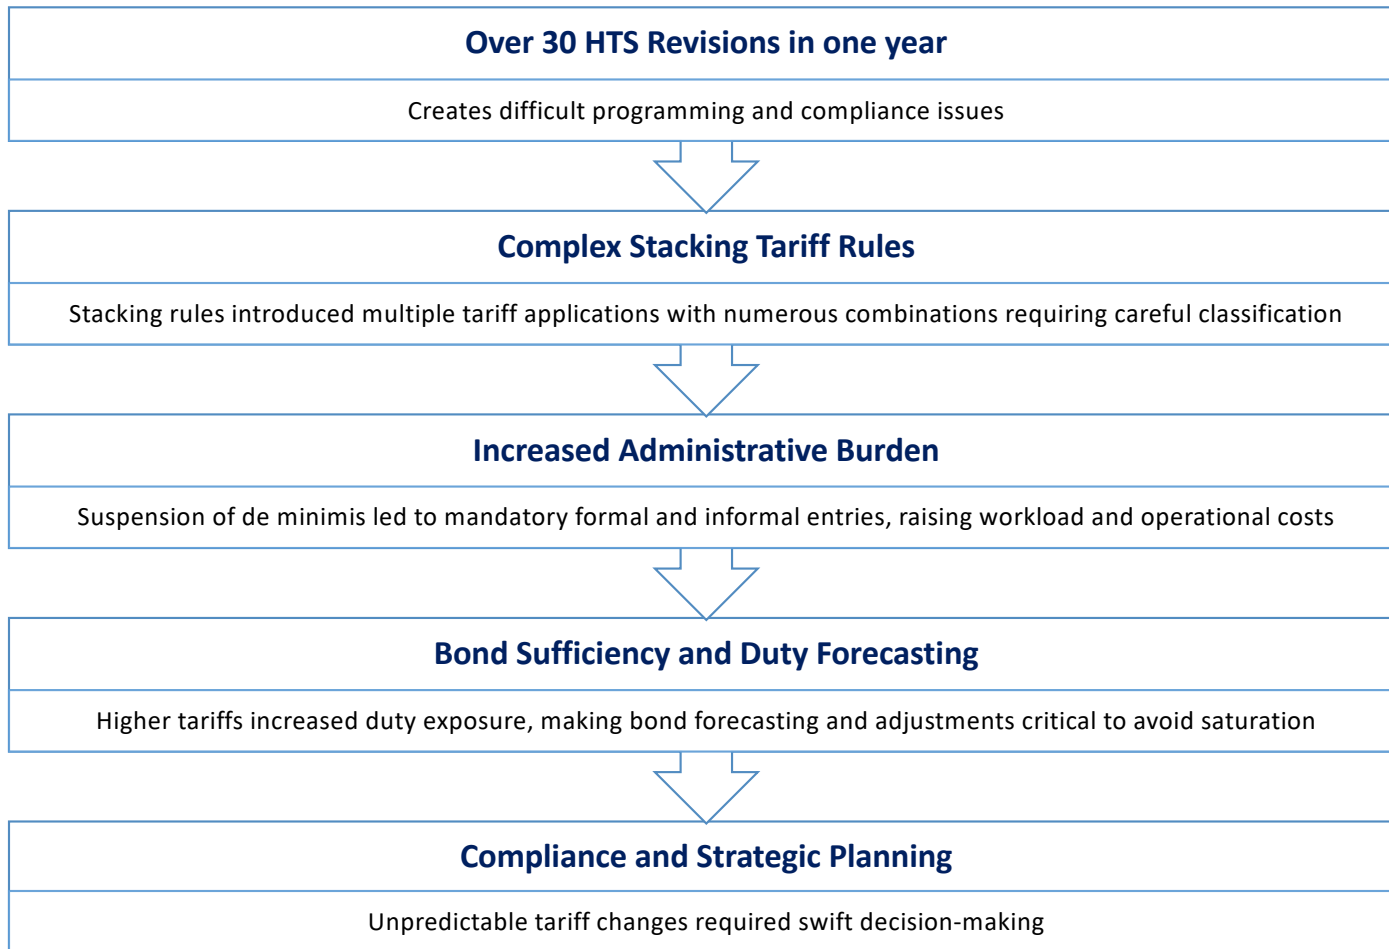 Over 30 HTS Revisions in one year
Creates difficult programming and compliance issues
Complex Stacking Tariff Rules
Stacking rules introduced multiple tariff applications with numerous combinations requiring careful classification
Increased Administrative Burden
Suspension of de minimis led to mandatory formal and informal entries, raising workload and operational costs
Bond Sufficiency and Duty Forecasting
Higher tariffs increased duty exposure, making bond forecasting and adjustments critical to avoid saturation
Compliance and Strategic Planning
Unpredictable tariff changes required swift decision-making